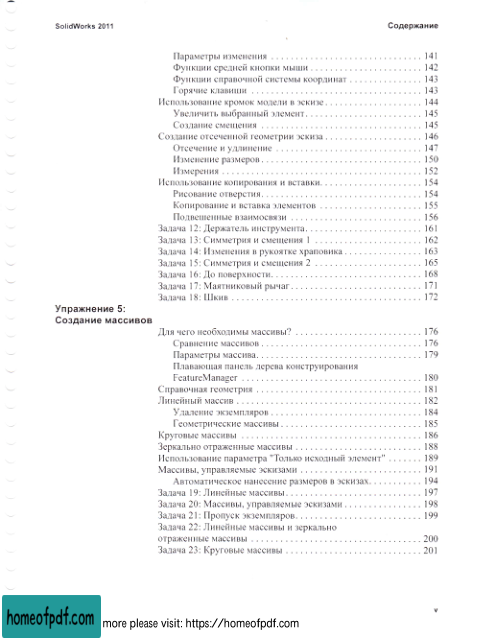 SolidWorks 2011 Содержание
Параметры изменения . . . . . . . . . . . . . . . . . . . . . . . . . . . . . . 141
Функции средней кнопки мыши . . . . . . . . . . . . . . . . . . . . . . 142
Функции справочной системы координат . . . . . . . . . . . . . . 143
Горячие клавиши . . . . . . . . . . . . . . . . . . . . . . . . . . . . . . . . . 143
Использование кромок модели в эскизе . . . . . . . . . . . . . . . . . . 144
Увеличить выбранный элемент . . . . . . . . . . . . . . . . . . . . . . 145
Создание смещения . . . . . . . . . . . . . . . . . . . . . . . . . . . . . . . 145
Создание отсеченной геометрии эскиза . . . . . . . . . . . . . . . . . . 146
Отсечение и удлинение . . . . . . . . . . . . . . . . . . . . . . . . . . . . 147
Изменение размеров . . . . . . . . . . . . . . . . . . . . . . . . . . . . . . 150
Измерения . . . . . . . . . . . . . . . . . . . . . . . . . . . . . . . . . . . . . . 152
Использование копирования и вставки. . . . . . . . . . . . . . . . . . . 154
Рисование отверстия. . . . . . . . . . . . . . . . . . . . . . . . . . . . . . 154
Копирование и вставка элементов . . . . . . . . . . . . . . . . . . . . 155
Подвешенные взаимосвязи . . . . . . . . . . . . . . . . . . . . . . . . . 156
Задача 12: Держатель инструмента. . . . . . . . . . . . . . . . . . . . . . 161
Задача 13: Симметрия и смещения 1 . . . . . . . . . . . . . . . . . . . . 162
Задача 14: Изменения в рукоятке храповика . . . . . . . . . . . . . . . 163
Задача 15: Симметрия и смещения 2 . . . . . . . . . . . . . . . . . . . . 165
Задача 16: До поверхности. . . . . . . . . . . . . . . . . . . . . . . . . . . . 168
Задача 17: Маятниковый рычаг . . . . . . . . . . . . . . . . . . . . . . . . 171
Задача 18: Шкив . . . . . . . . . . . . . . . . . . . . . . . . . . . . . . . . . . . 172
Упражнение 5:
Создание массивов
Для чего необходимы массивы? . . . . . . . . . . . . . . . . . . . . . . . . 176
Сравнение массивов . . . . . . . . . . . . . . . . . . . . . . . . . . . . . . . 176
Параметры массива. . . . . . . . . . . . . . . . . . . . . . . . . . . . . . . . 179
Плавающая панель дерева конструирования
FeatureManager . . . . . . . . . . . . . . . . . . . . . . . . . . . . . . . . . . . 180
Справочная геометрия . . . . . . . . . . . . . . . . . . . . . . . . . . . . . . . 181
Линейный массив . . . . . . . . . . . . . . . . . . . . . . . . . . . . . . . . . . . 182
Удаление экземпляров . . . . . . . . . . . . . . . . . . . . . . . . . . . . . 184
Геометрические массивы . . . . . . . . . . . . . . . . . . . . . . . . . . . 185
Круговые массивы . . . . . . . . . . . . . . . . . . . . . . . . . . . . . . . . . . 186
Зеркально отраженные массивы . . . . . . . . . . . . . . . . . . . . . . . 188
Использование параметра "Только исходный элемент" . . . . . . 189
Массивы, управляемые эскизами . . . . . . . . . . . . . . . . . . . . . . . 191
Автоматическое нанесение размеров в эскизах. . . . . . . . . . . 194
Задача 19: Линейные массивы . . . . . . . . . . . . . . . . . . . . . . . . . 197
Задача 20: Массивы, управляемые эскизами . . . . . . . . . . . . . . 198
Задача 21: Пропуск экземпляров. . . . . . . . . . . . . . . . . . . . . . . . 199
Задача 22: Линейные массивы и зеркально
отраженные массивы . . . . . . . . . . . . . . . . . . . . . . . . . . . . . . . . 200
Задача 23: Круговые массивы . . . . . . . . . . . . . . . . . . . . . . . . . 201
v
homeofpdf.com more please visit: https://homeofpdf.com